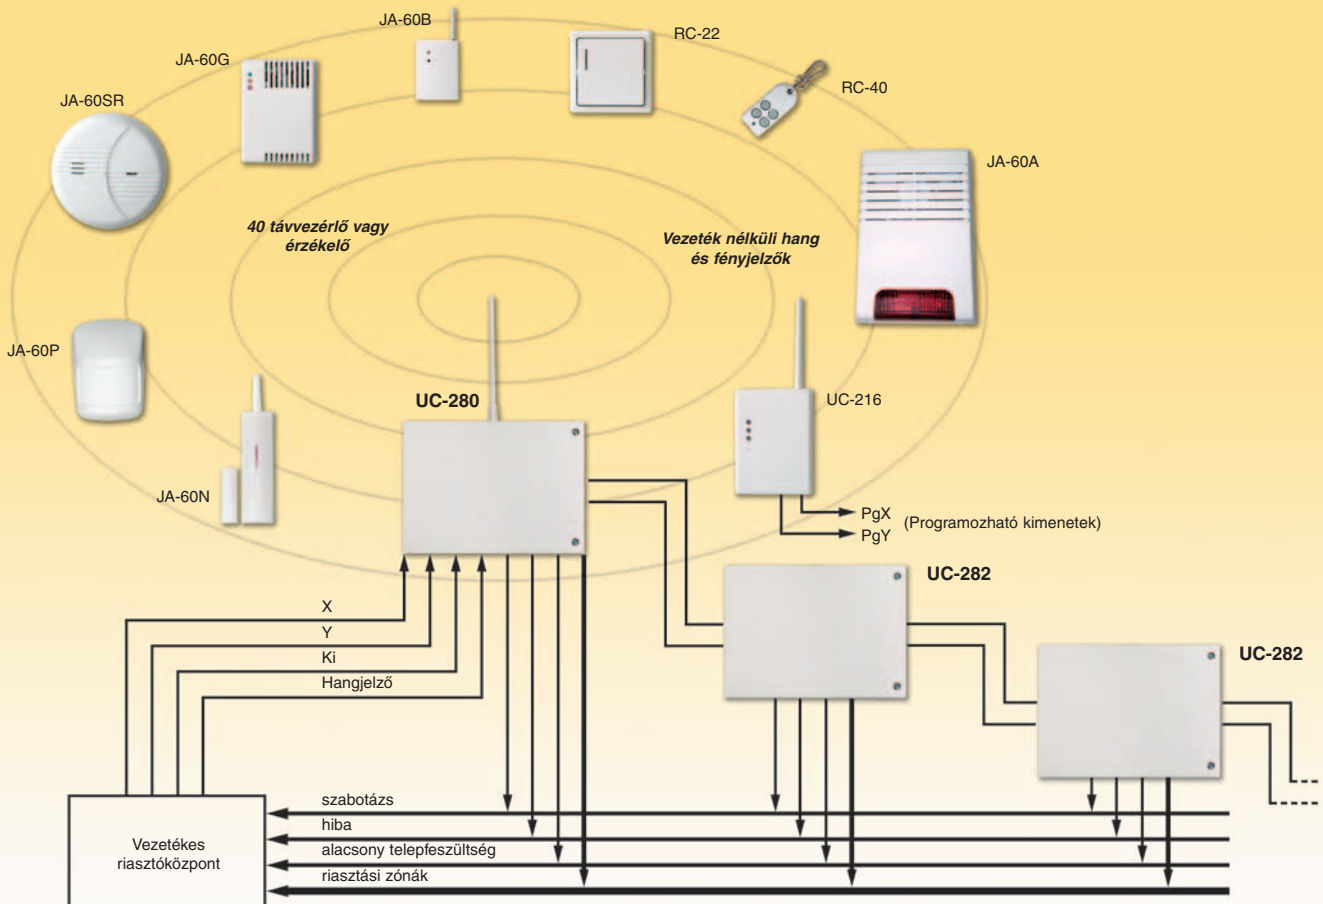 JA-60B
RC-22
JA-60G
RC-40
JA-60SR
JA-60A
40 távvezérlő vagy
érzékelő
Vezeték nélküli hang
és fényjelzők
JA-60P
UC-280
UC-216
JA-60N
PgX
(Programozható kimenetek)
PgY
UC-282
X
Y
Ki
Hangjelző
UC-282
szabotázs
hiba
alacsony telepfeszültség
riasztási zónák
Vezetékes
riasztóközpont